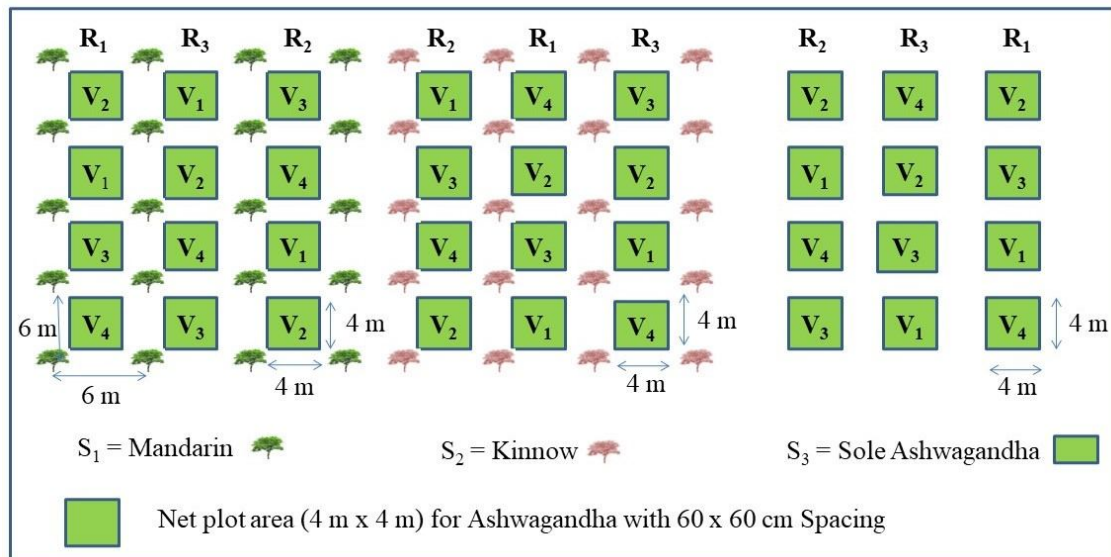 R₁ R₃ R₂ R₂ R₁ R₃ R₂ R₃ R₁
V₂ V₁ V₃ V₁ V₄ V₃ V₂ V₄ V₂
V₁ V₂ V₄ V₃ V₂ V₂ V₁ V₂ V₃
V₃ V₄ V₁ V₄ V₃ V₁ V₄ V₃ V₁
V₄ V₃ V₂ V₂ V₁ V₄ V₃ V₁ V₄
6 m 4 m 4 m 4 m
6 m 4 m 4 m 4 m
S₁ = Mandarin S₂ = Kinnow S₃ = Sole Ashwagandha
Net plot area (4 m x 4 m) for Ashwagandha with 60 x 60 cm Spacing